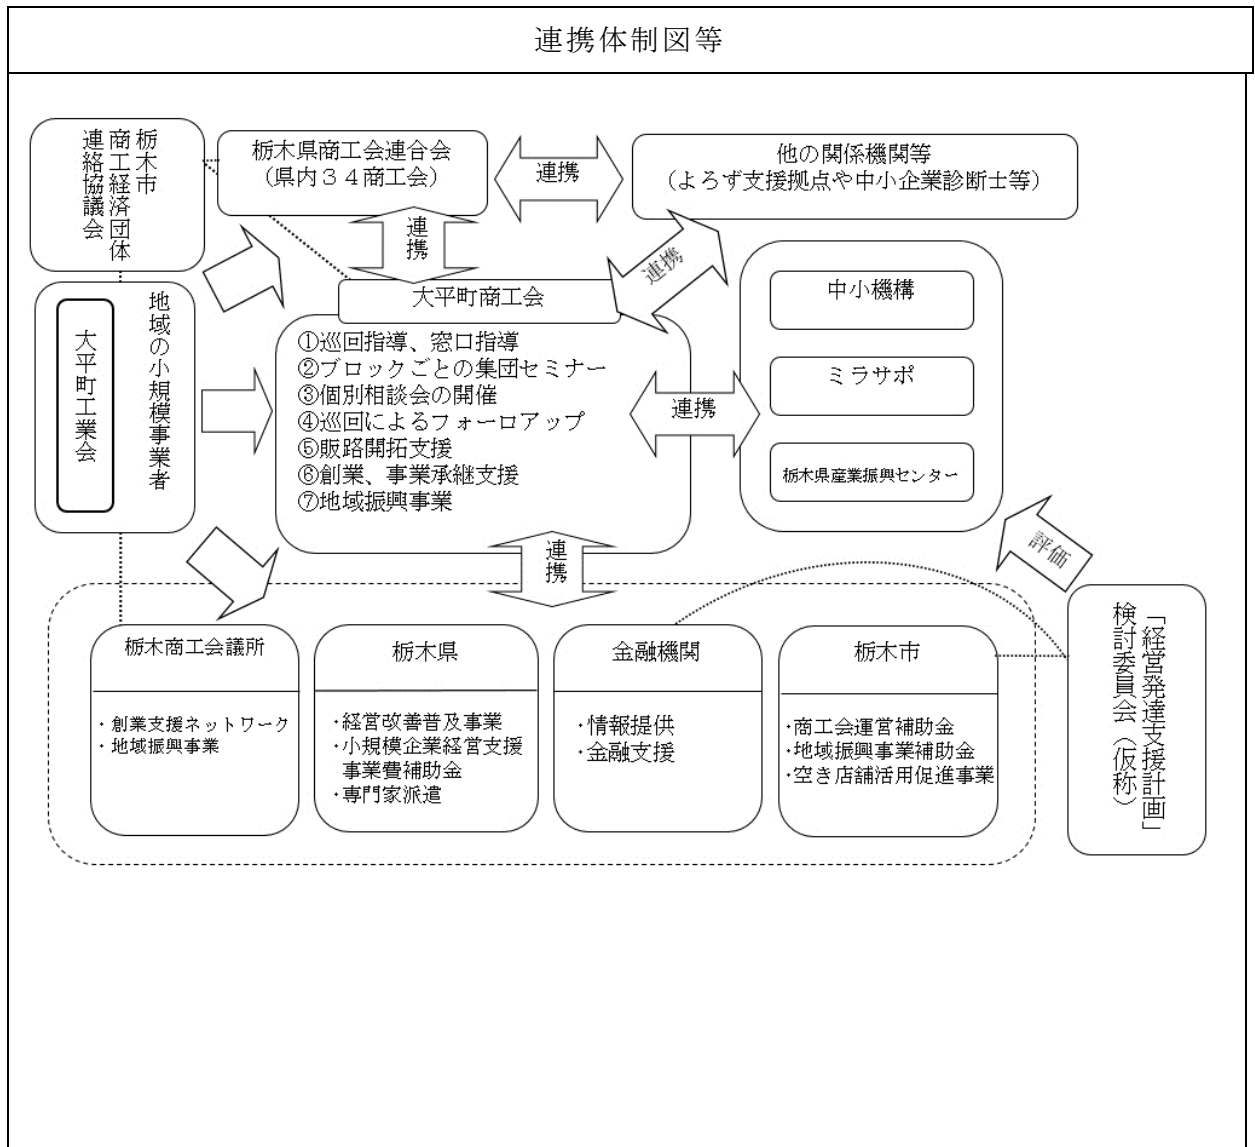 連携体制図等
栃木市
商工経済団体
連絡協議会
栃木県商工会連合会
（県内３４商工会）
連携
他の関係機関等
（よろず支援拠点や中小企業診断士等）
連携
連携
地域の小規模事業者
大平町工業会
大平町商工会
①巡回指導、窓口指導
②ブロックごとの集団セミナー
③個別相談会の開催
④巡回によるフォーロアップ
⑤販路開拓支援
⑥創業、事業承継支援
⑦地域振興事業
連携
中小機構
ミラサポ
栃木県産業振興センター
連携
評価
「経営発達支援計画」
検討委員会（仮称）
栃木商工会議所
・創業支援ネットワーク
・地域振興事業
栃木県
・経営改善普及事業
・小規模企業経営支援
事業費補助金
・専門家派遣
金融機関
・情報提供
・金融支援
栃木市
・商工会運営補助金
・地域振興事業補助金
・空き店舗活用促進事業